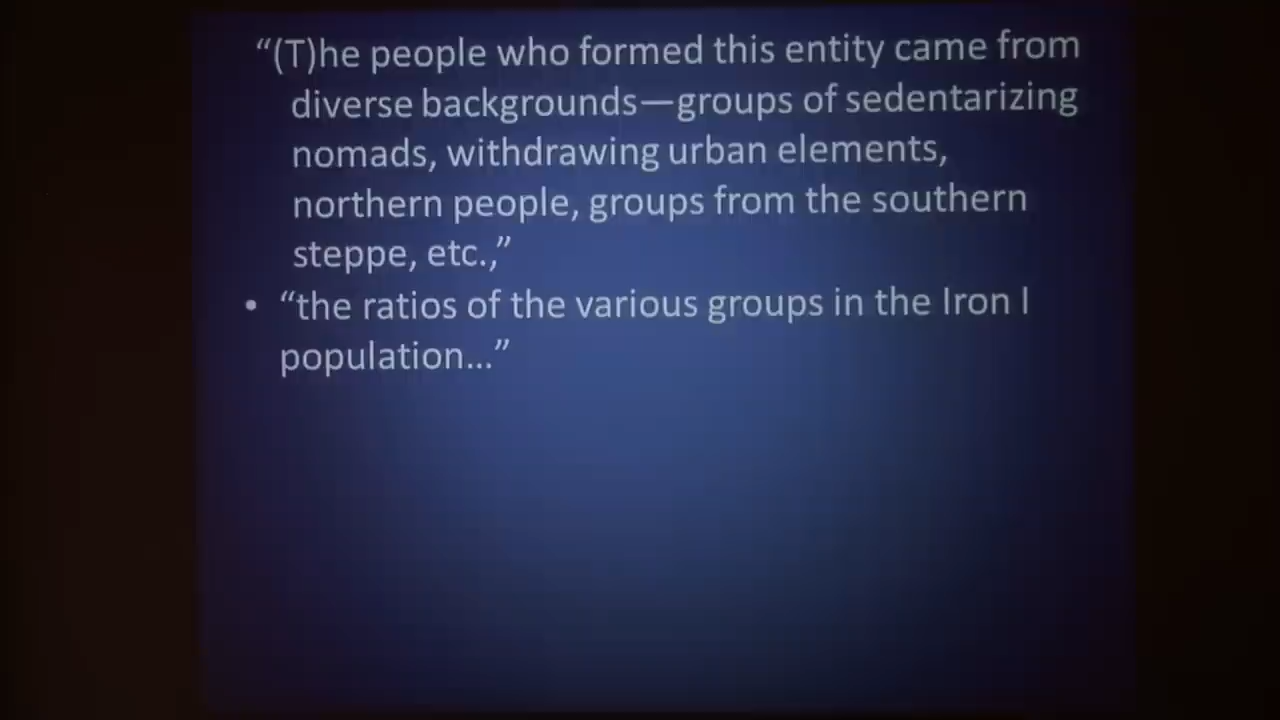 “(T)he people who formed this entity came from
diverse backgrounds—groups of sedentarizing
nomads, withdrawing urban elements,
northern people, groups from the southern
steppe, etc.,”
• “the ratios of the various groups in the Iron I
population...”